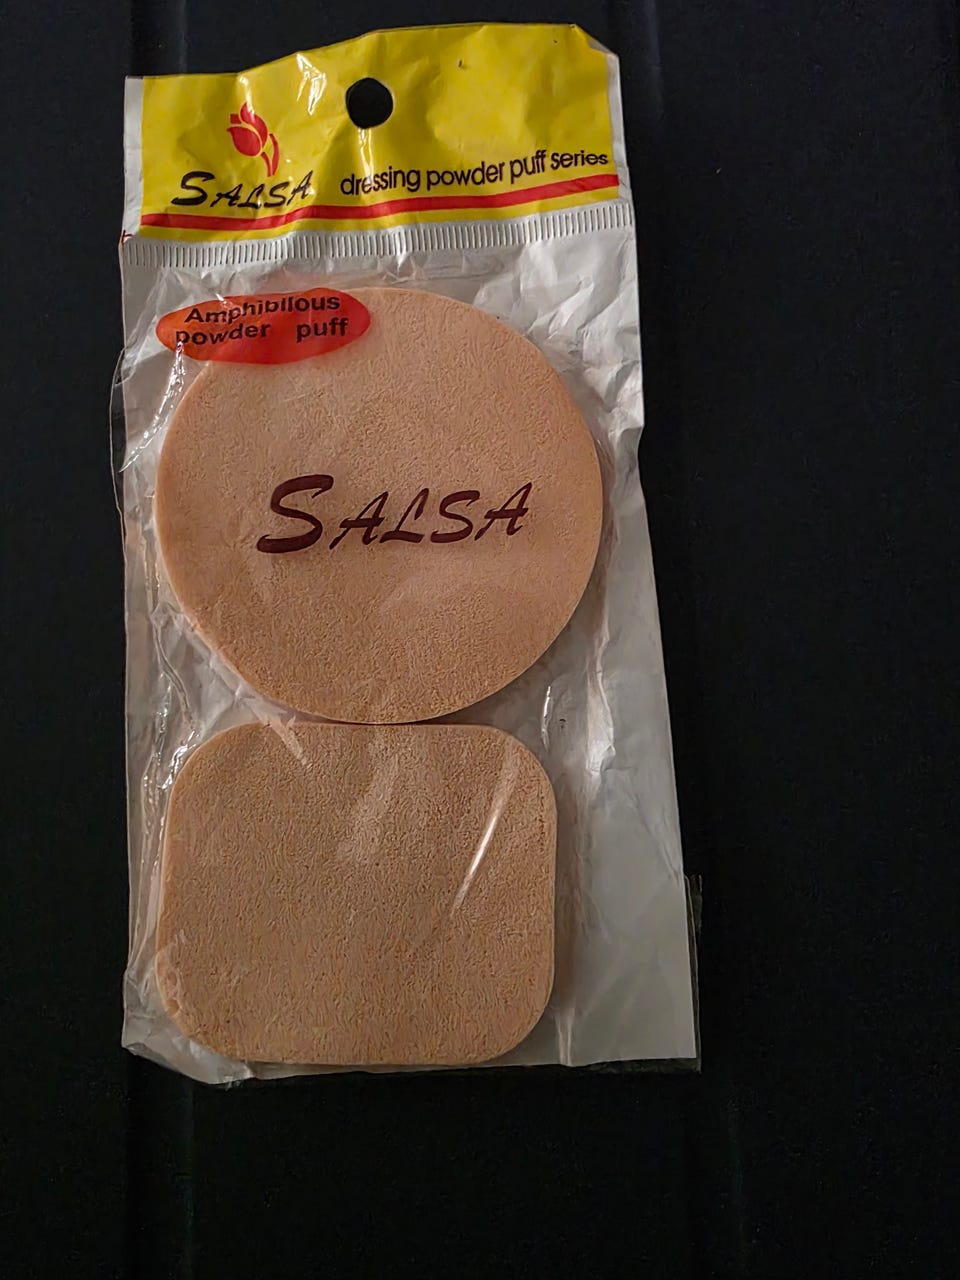 SALSA
dressing powder puff series
Amphibilous
powder puff
SALSA